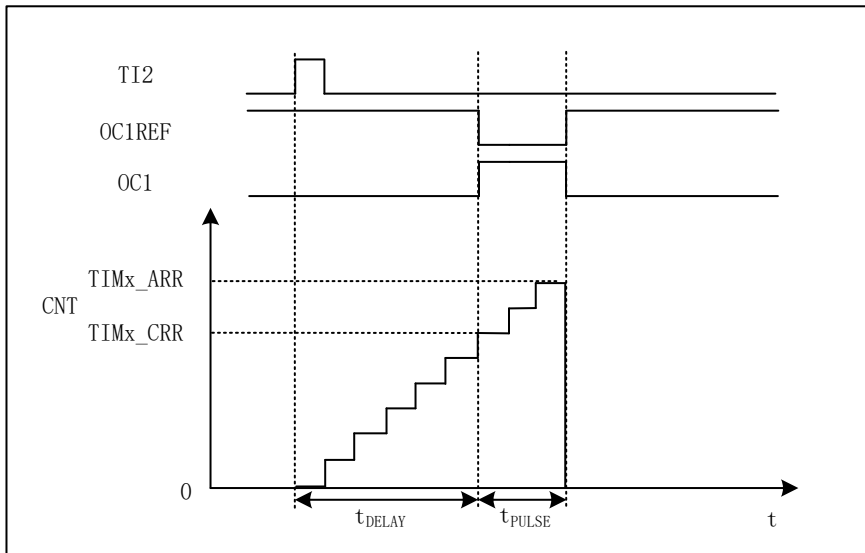 TI2
OC1REF
OC1
TIMx_ARR
CNT
TIMx_CRR
0
tDELAY
tPULSE
t